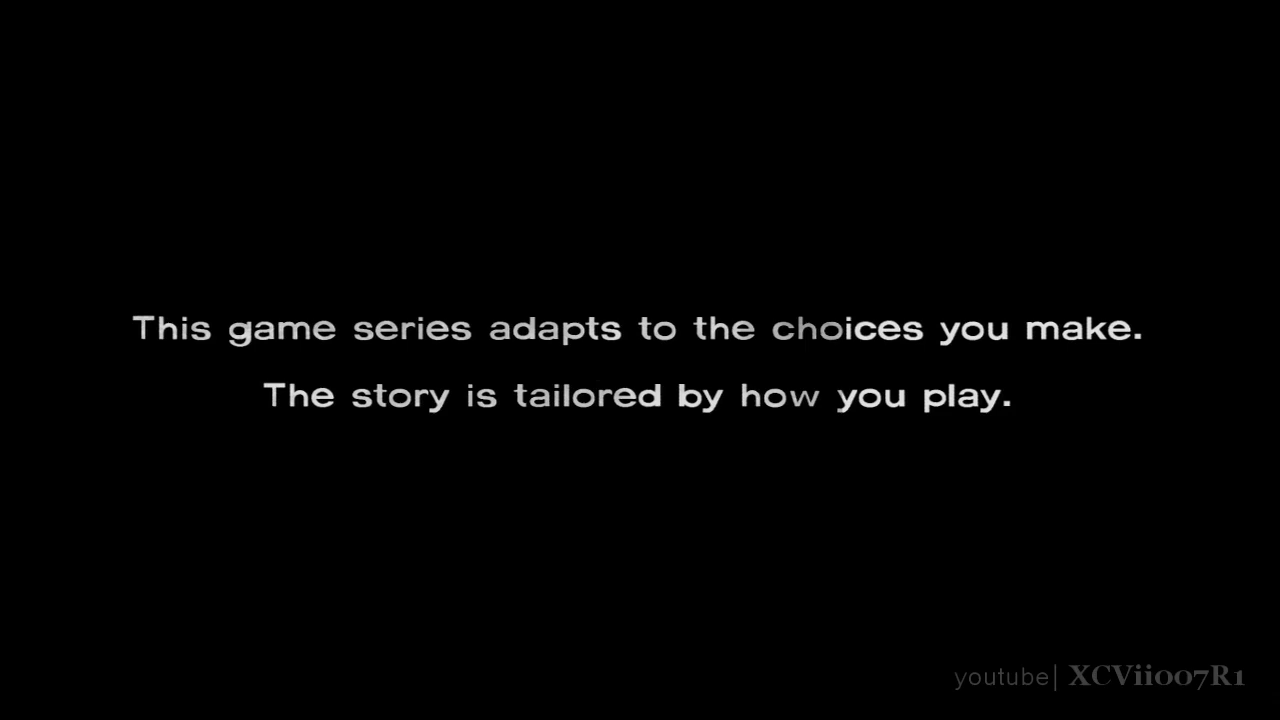 This game series adapts to the choices you make.
The story is tailored by how you play.
youtube| XCVii007R1